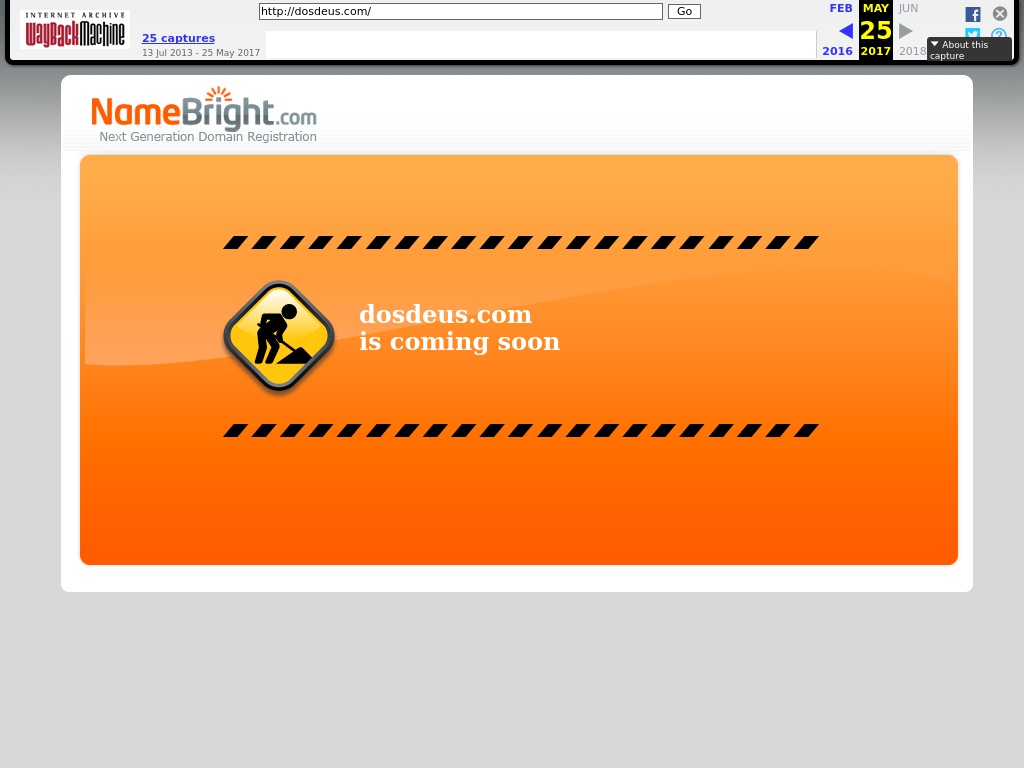 INTERNET ARCHIVE
WayBackMachine
http://dosdeus.com/
Go
25 captures
13 Jul 2013 - 25 May 2017
FEB
MAY
JUN
25
2016
2017
2018
f
?
About this
capture
NameBright.com
Next Generation Domain Registration
dosdeus.com
is coming soon